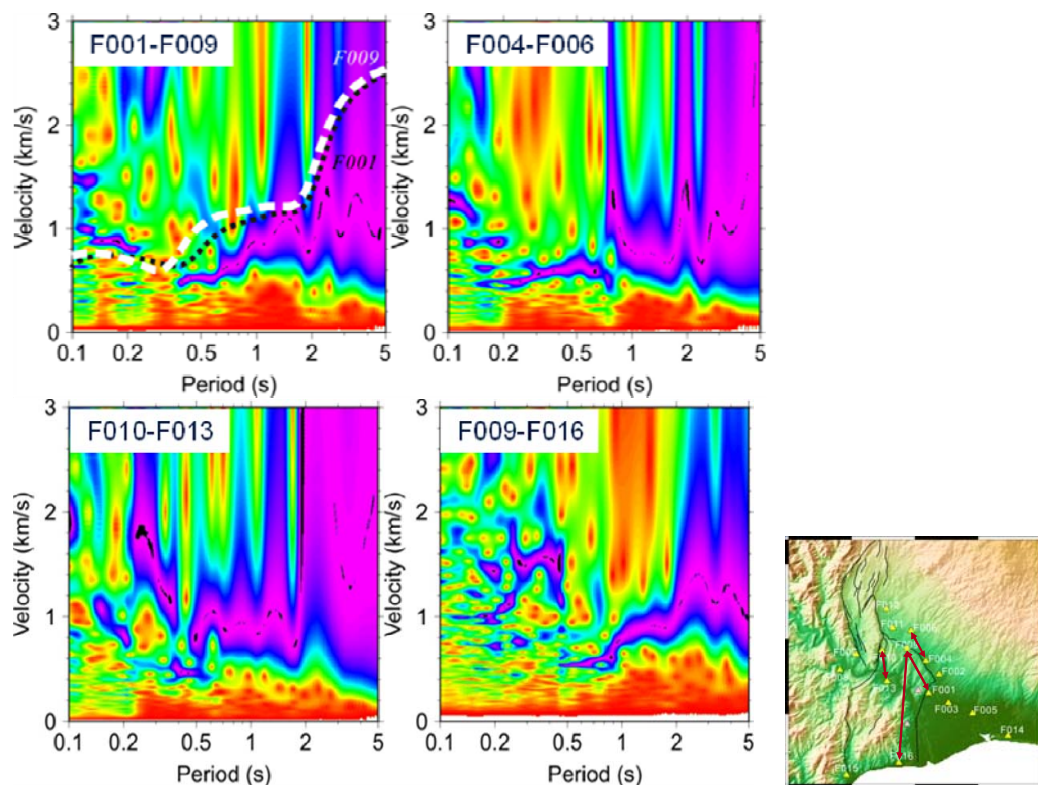 F001-F009
F009
F001
Velocity (km/s)
3
2
1
0
0.1 0.2 0.5 1 2 5
Period (s)
F004-F006
Velocity (km/s)
3
2
1
0
0.1 0.2 0.5 1 2 5
Period (s)
F010-F013
Velocity (km/s)
3
2
1
0
0.1 0.2 0.5 1 2 5
Period (s)
F009-F016
Velocity (km/s)
3
2
1
0
0.1 0.2 0.5 1 2 5
Period (s)
F011
F006
F004
F002
F013
F001
F003
F005
F014
F016
F015